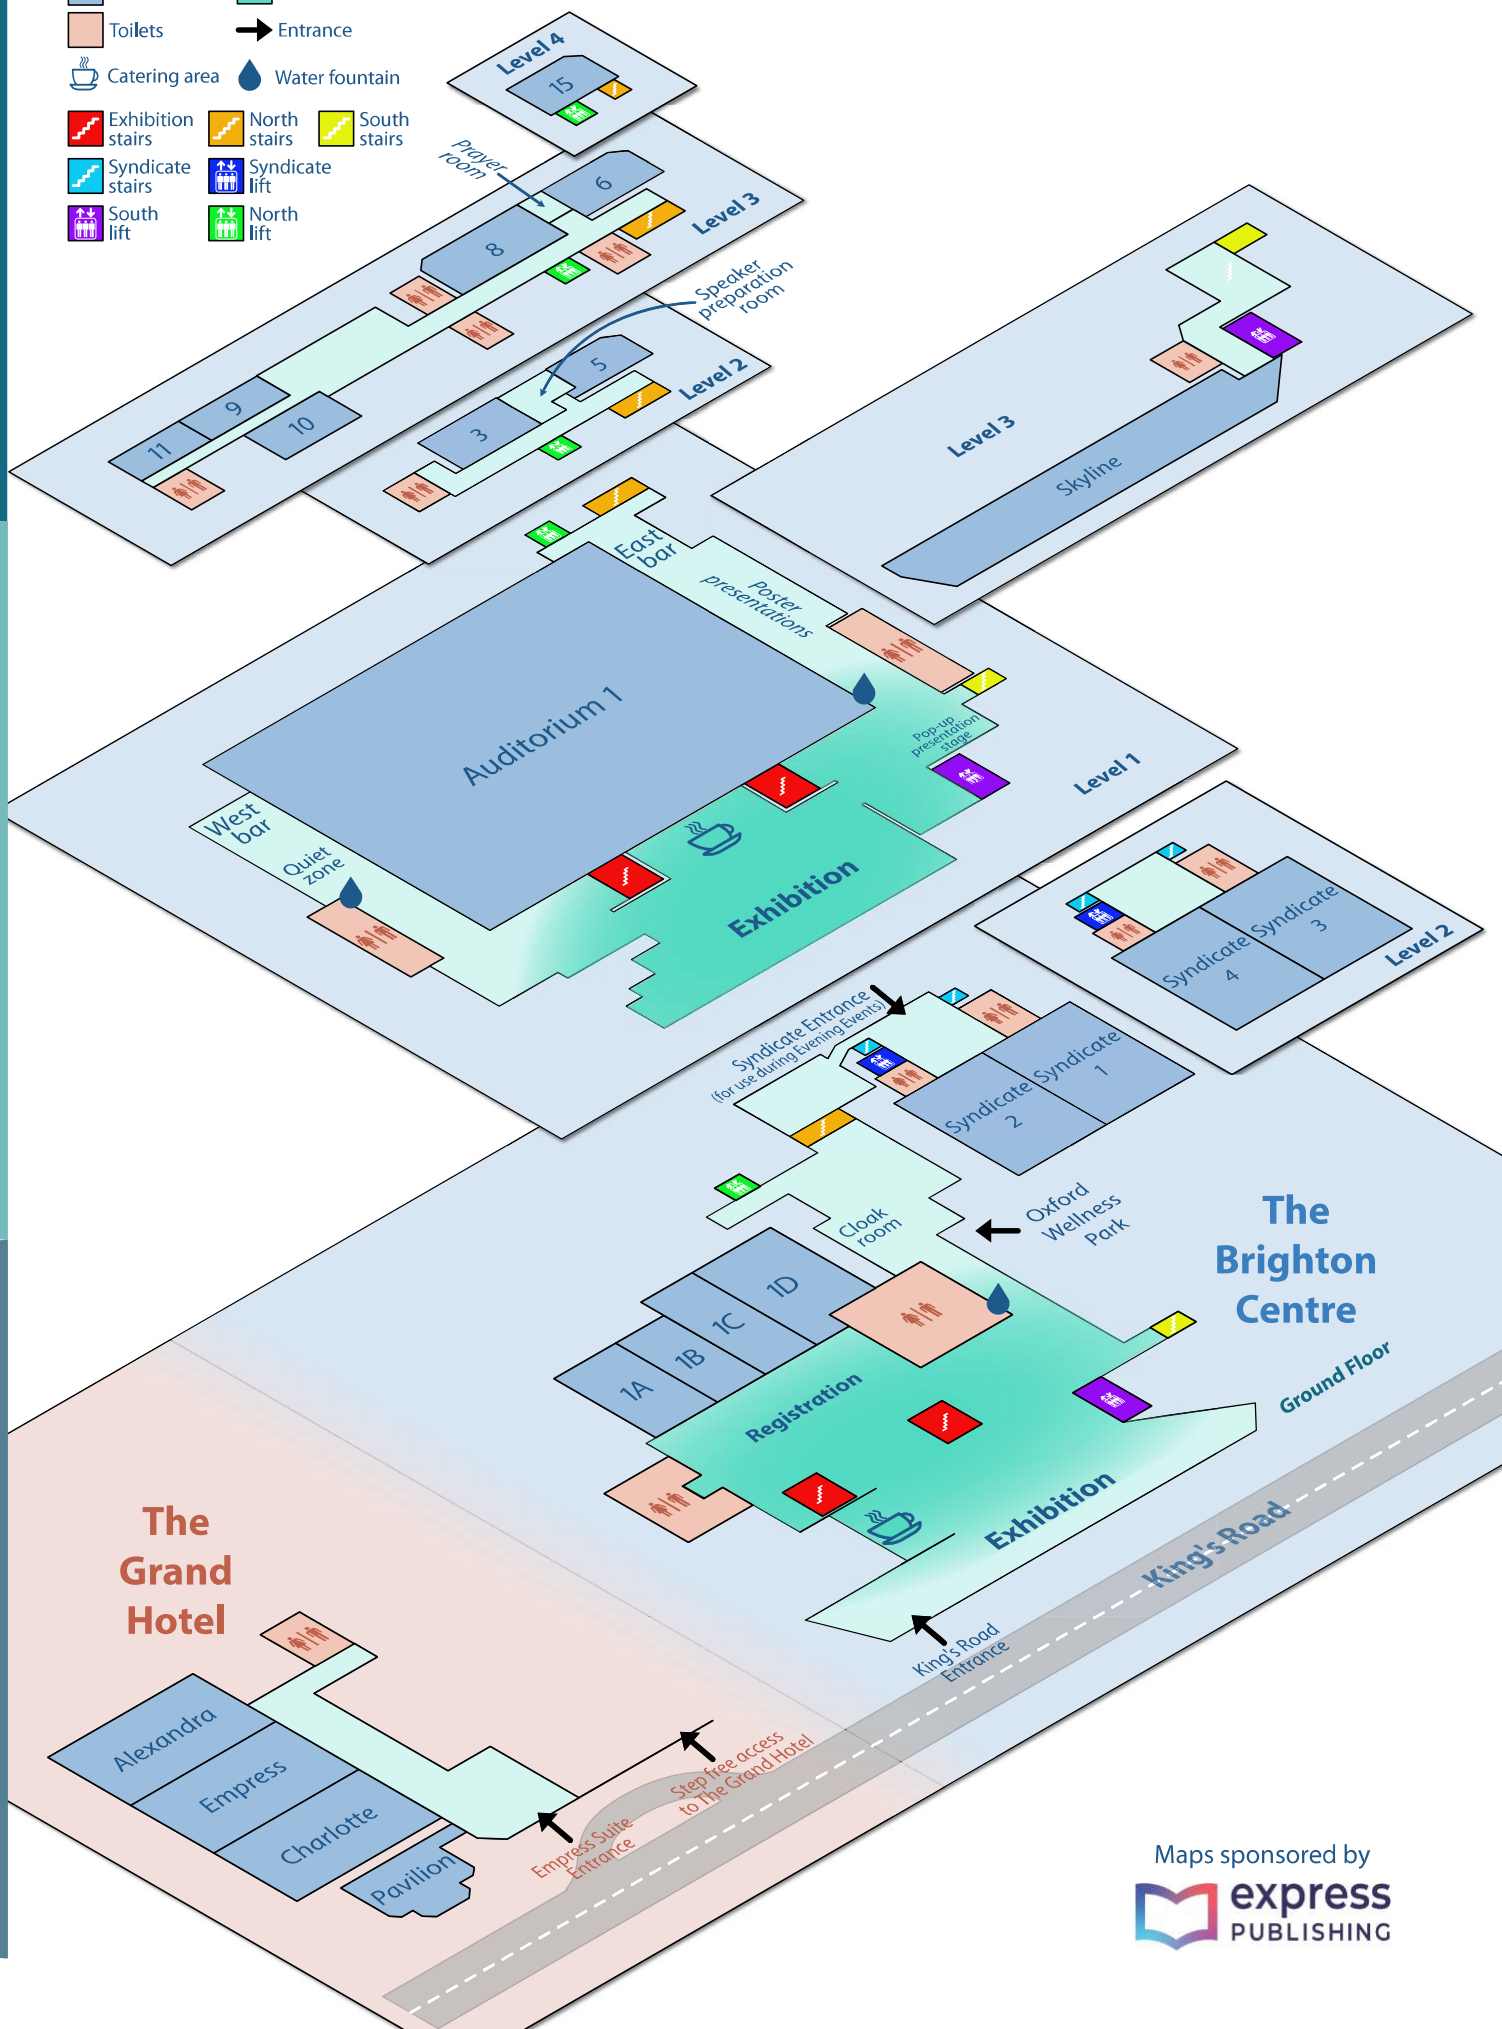 Toilets
Entrance
Catering area
Water fountain
Exhibition
stairs
North
stairs
South
stairs
Syndicate
stairs
Syndicate
lift
South
lift
North
lift
Level 4
15
Prayer
room
6
8
Level 3
9
11
10
Speaker
preparation
room
5
3
Level 2
Level 3
Skyline
East
bar
Poster
presentations
Auditorium 1
Pop-up
presentation
stage
Level 1
West
bar
Quiet
zone
Exhibition
Syndicate
3
Syndicate
4
Level 2
Syndicate Entrance
(for use during Evening Events)
Syndicate
1
Syndicate
2
Cloak
room
Oxford
Wellness
Park
The
Brighton
Centre
1D
1C
1B
1A
Registration
Ground Floor
Exhibition
King's Road
King's Road
Entrance
The
Grand
Hotel
Alexandra
Empress
Charlotte
Pavilion
Step free access
to The Grand Hotel
Empress Suite
Entrance
Maps sponsored by
express
PUBLISHING